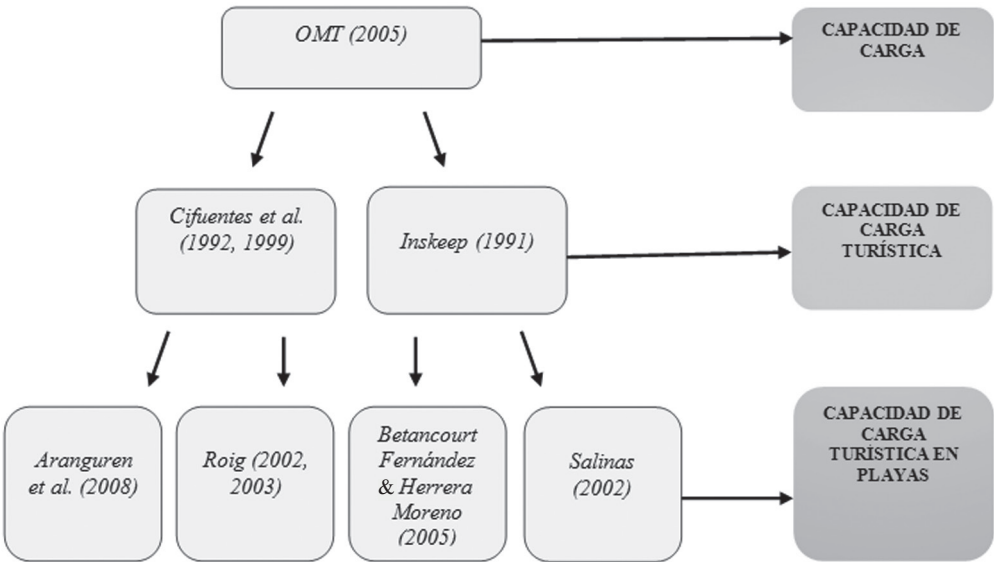 OMT (2005)
CAPACIDAD DE
CARGA
Cifuentes et al.
(1992, 1999)
Inskeep (1991)
CAPACIDAD DE
CARGA
TURÍSTICA
Aranguren
et al. (2008)
Roig (2002,
2003)
Betancourt
Fernández
& Herrera
Moreno
(2005)
Salinas
(2002)
CAPACIDAD DE
CARGA
TURÍSTICA EN
PLAYAS